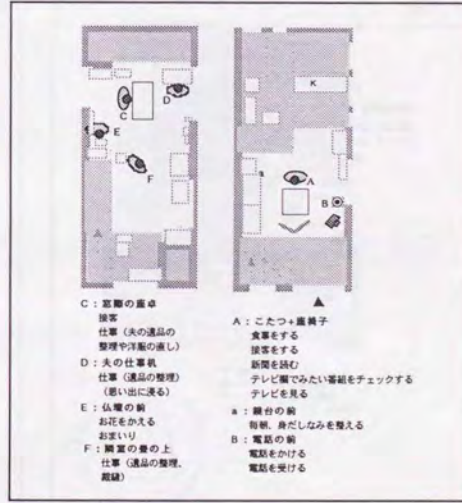 C
D
E
F
K
a
A
B
C：窓際の座卓
接客
仕事（夫の遺品の
整理や洋服の直し）
D：夫の仕事机
仕事（遺品の整理）
（思い出に浸る）
E：仏壇の前
お花をかえる
おまいり
F：隣室の畳の上
仕事（遺品の整理、
裁縫）
A：こたつ+座椅子
食事をする
接客をする
新聞を読む
テレビ欄でみたい番組をチェックする
テレビを見る
a：鏡台の前
毎朝、身だしなみを整える
B：電話の前
電話をかける
電話を受ける